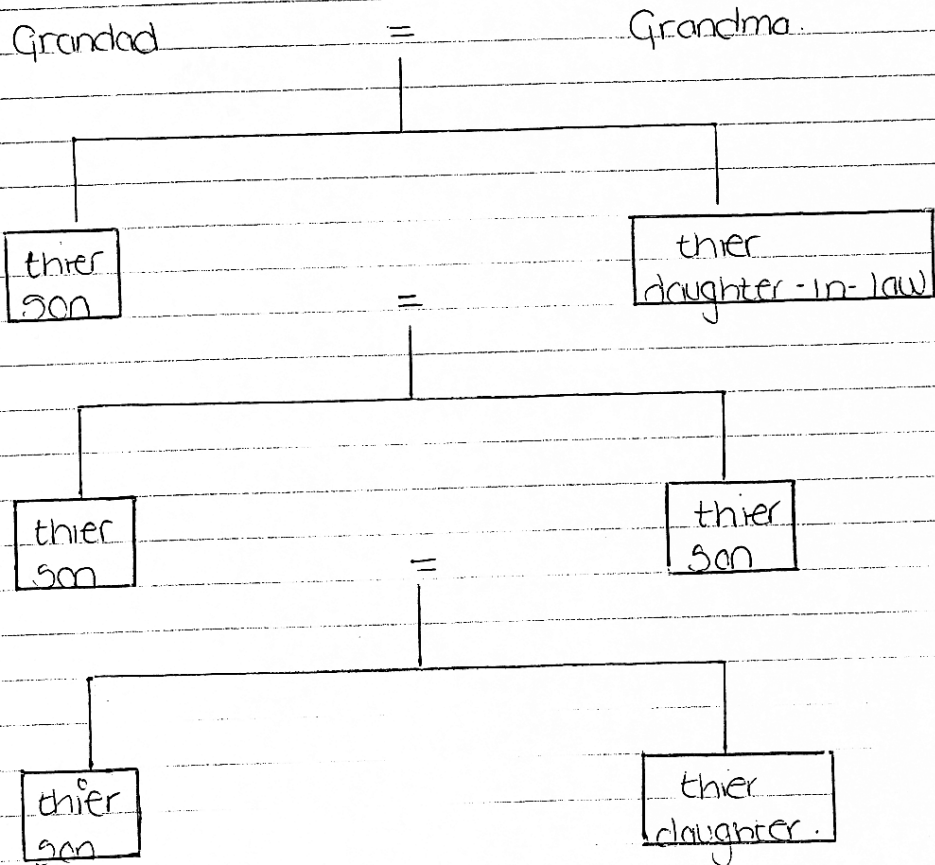 Grandad = Grandma.
thier
son
thier
daughter-in-law
=
thier
son
thier
son
=
thier
son
thier
daughter.